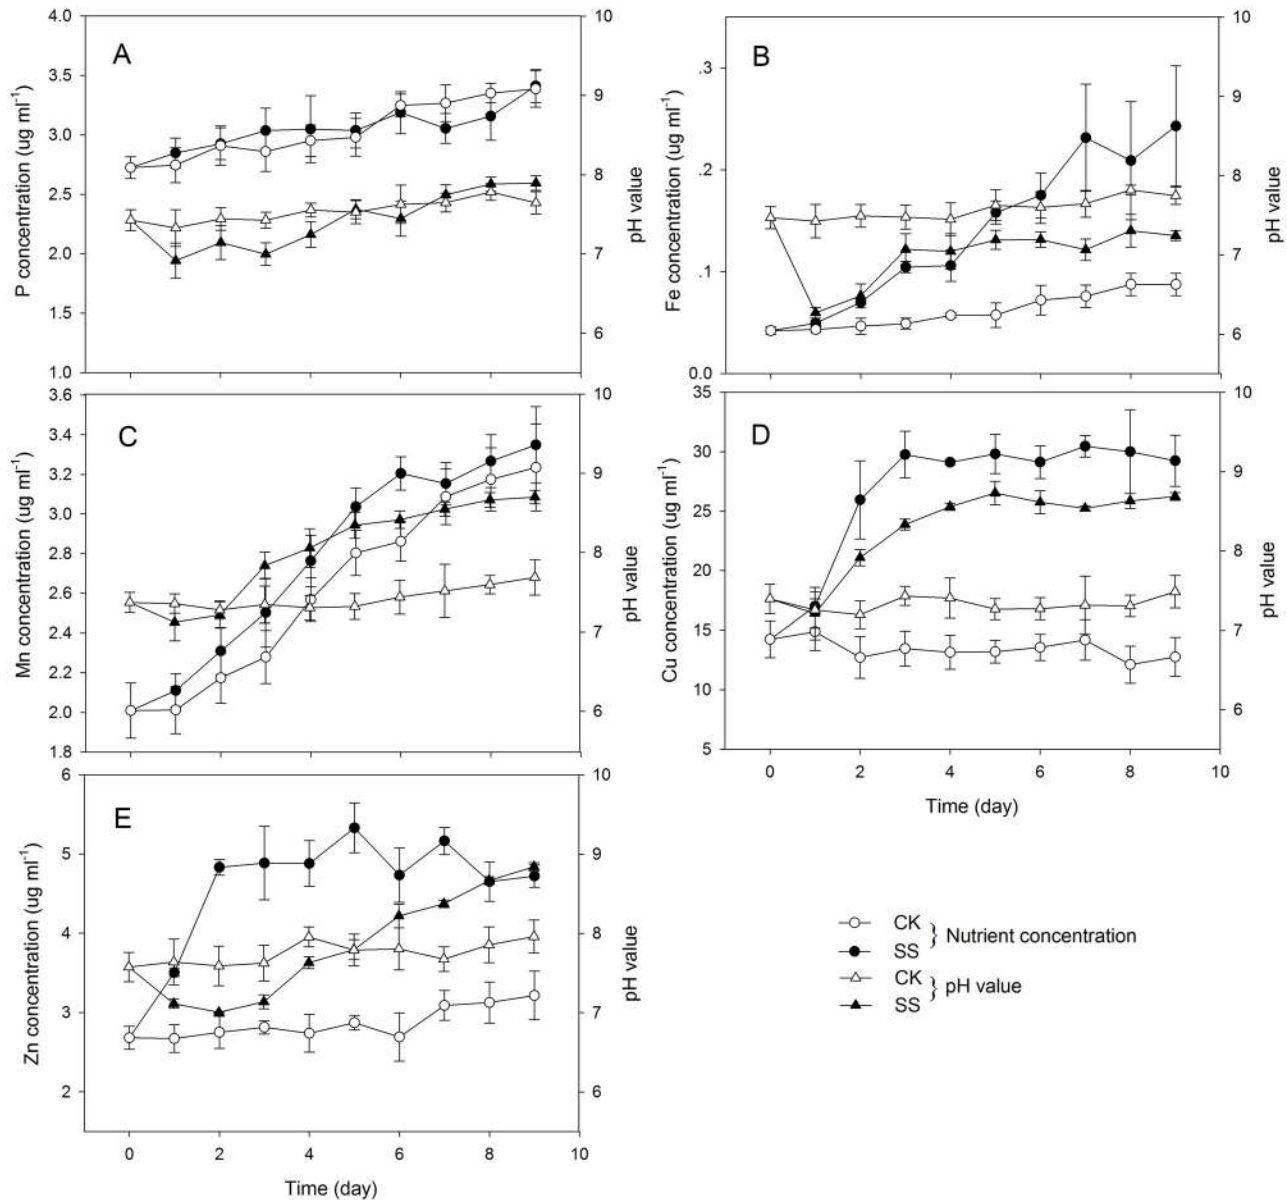 A
P concentration (ug ml-1)
4.0
3.5
3.0
2.5
2.0
1.5
1.0
10
9
8
7
6
pH value
B
Fe concentration (ug ml-1)
.3
.2
.1
0.0
10
9
8
7
6
pH value
C
Mn concentration (ug ml-1)
3.6
3.4
3.2
3.0
2.8
2.6
2.4
2.2
2.0
1.8
10
9
8
7
6
pH value
D
Cu concentration (ug ml-1)
35
30
25
20
15
10
5
10
9
8
7
6
pH value
0 2 4 6 8 10
Time (day)
E
Zn concentration (ug ml-1)
6
5
4
3
2
10
9
8
7
6
pH value
0 2 4 6 8 10
Time (day)
CK
SS
} Nutrient concentration
CK
SS
} pH value